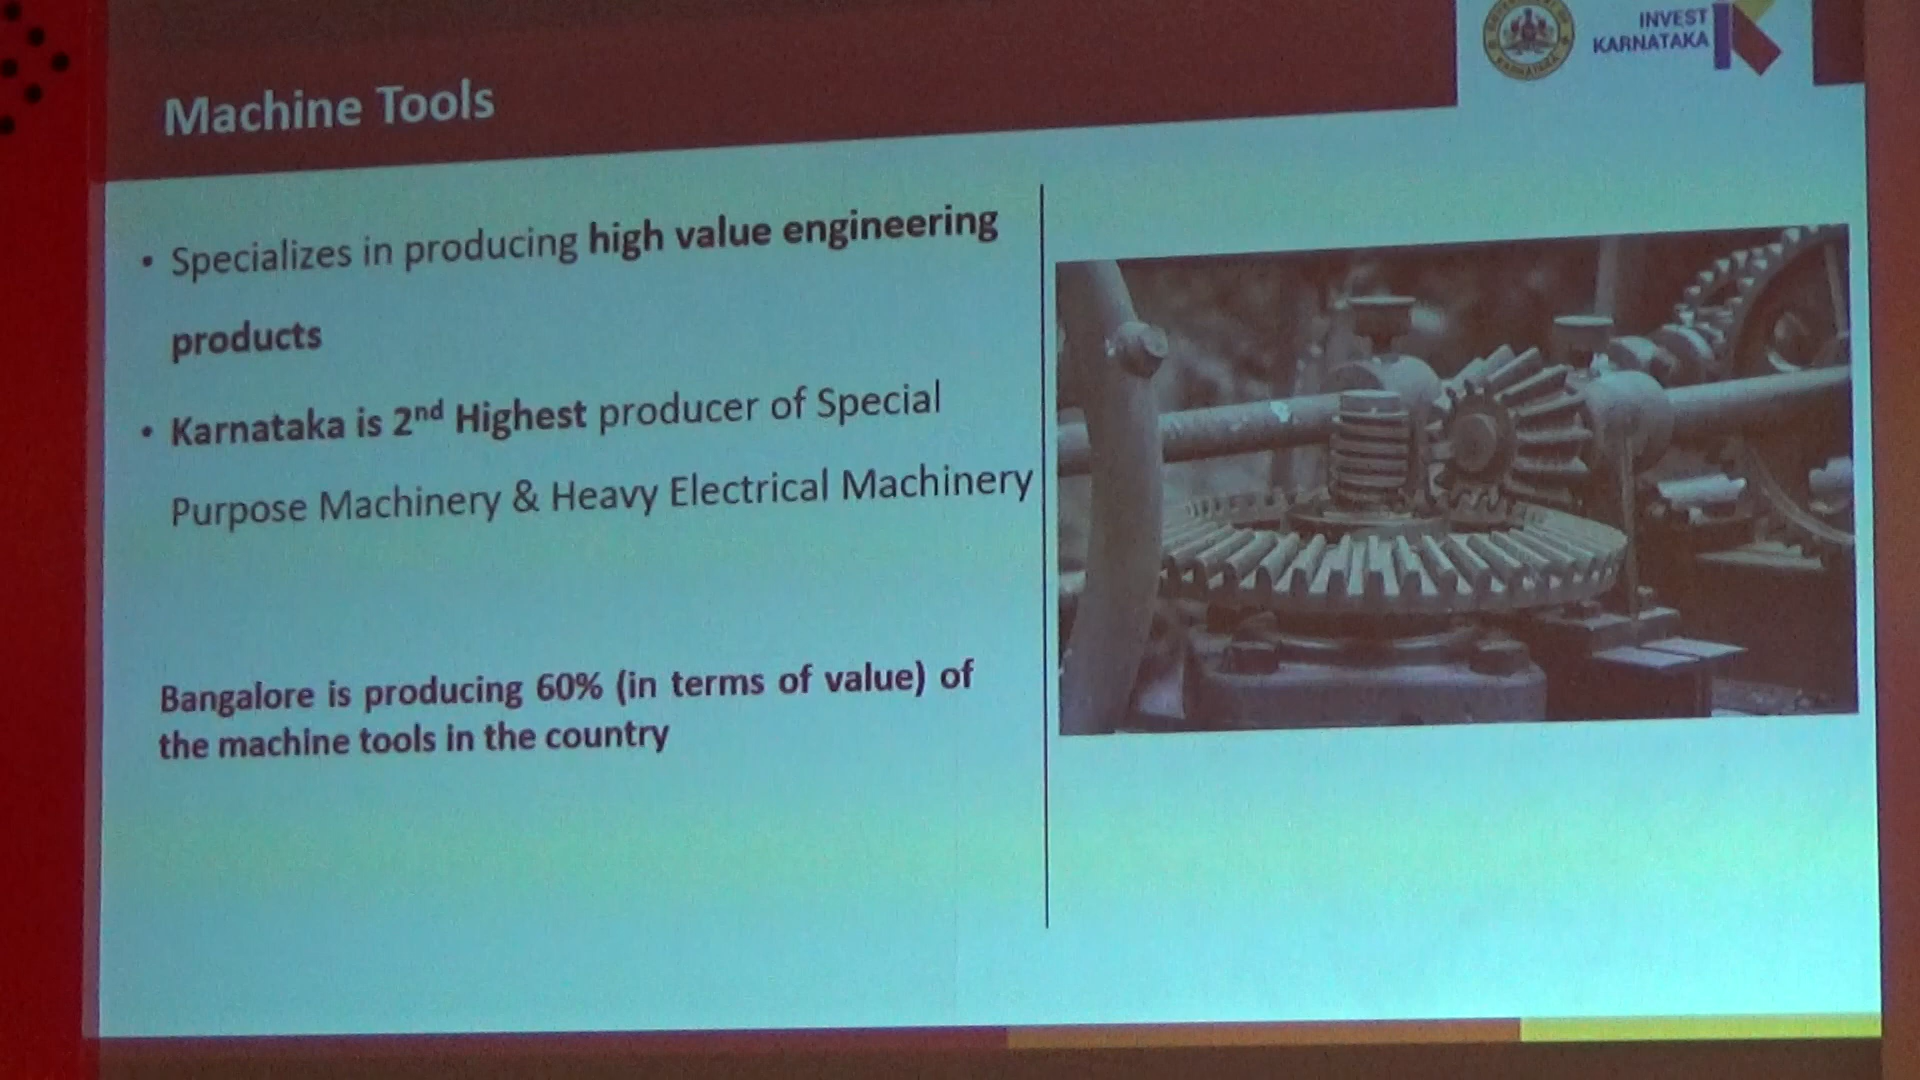 INVEST
KARNATAKA
Machine Tools
• Specializes in producing high value engineering
products
• Karnataka is 2nd Highest producer of Special
Purpose Machinery & Heavy Electrical Machinery
Bangalore is producing 60% (in terms of value) of
the machine tools in the country